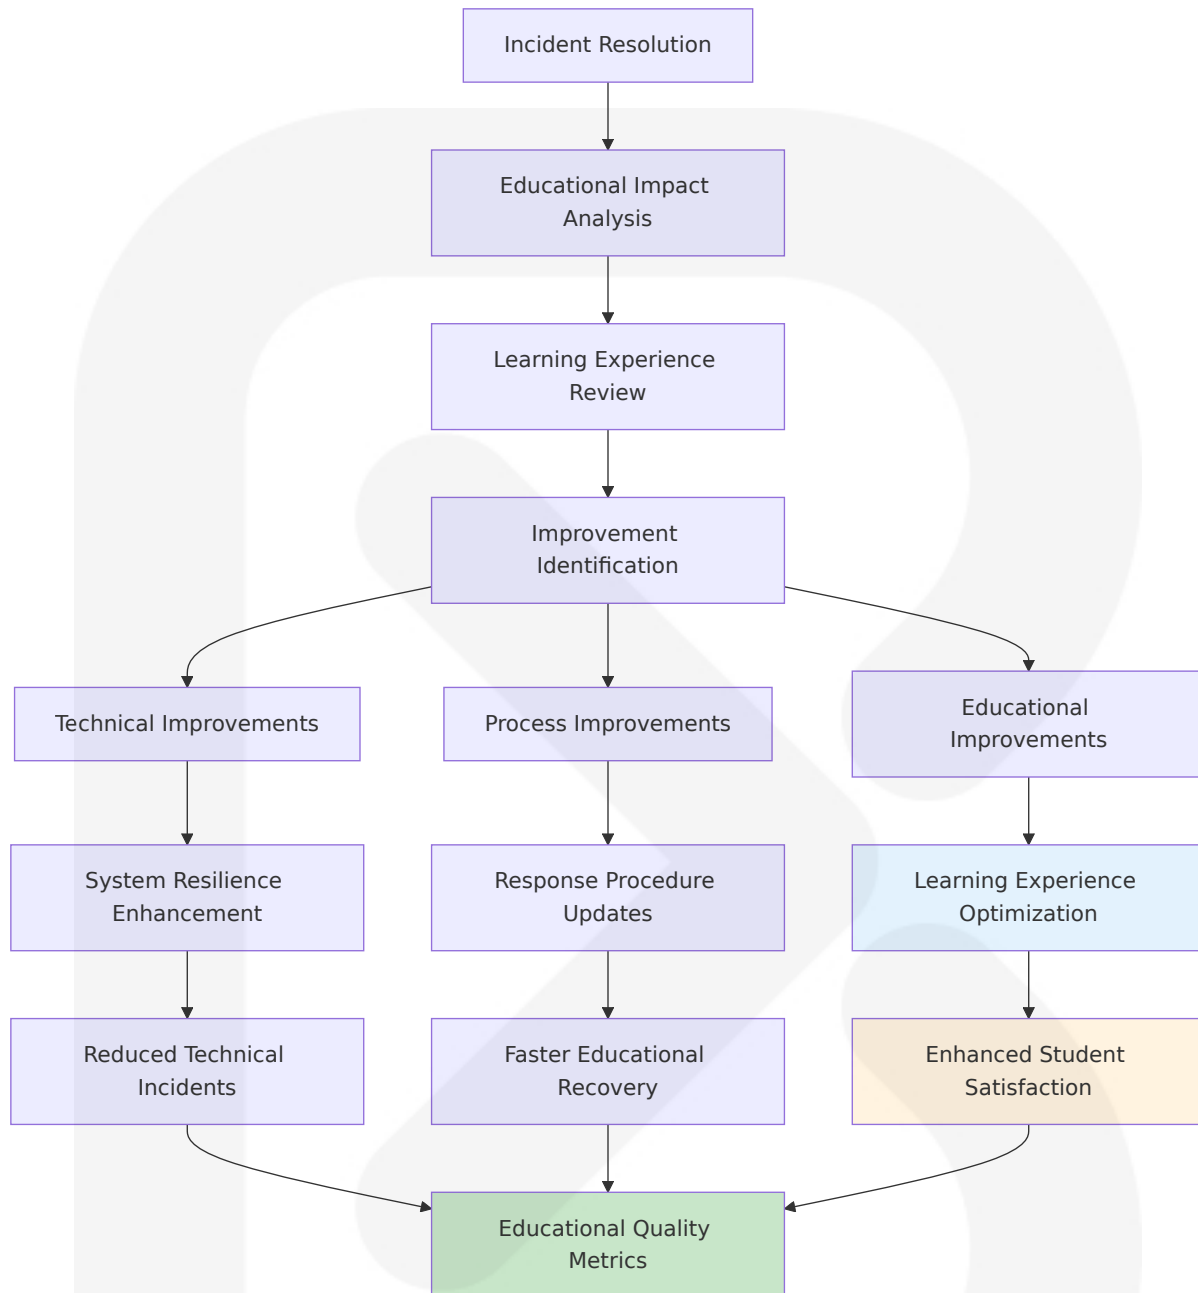 Incident Resolution
Educational Impact
Analysis
Learning Experience
Review
Improvement
Identification
Technical Improvements
Process Improvements
Educational
Improvements
System Resilience
Enhancement
Response Procedure
Updates
Learning Experience
Optimization
Reduced Technical
Incidents
Faster Educational
Recovery
Enhanced Student
Satisfaction
Educational Quality
Metrics